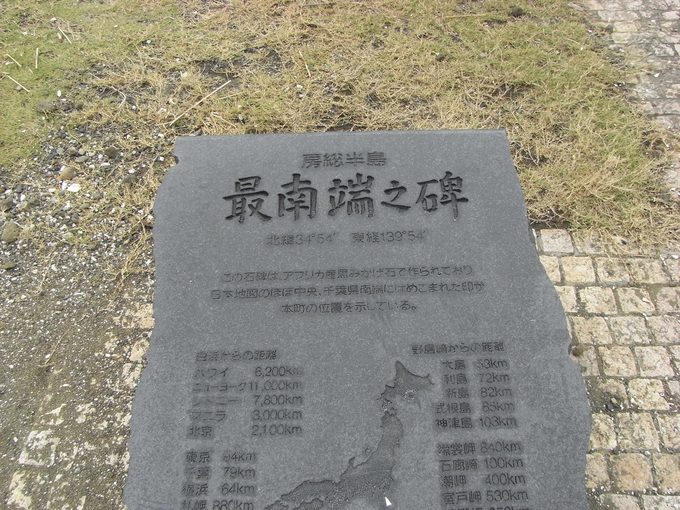 房総半島
最南端之碑
北緯34°54′ 東経139°54′
この石碑は、アフリカ産黒みかげ石で作られており
日本地図のほぼ中央、千葉県南端にはめこまれた印が
本町の位置を示している。
白浜からの距離
ハワイ 6,200km
ニューヨーク 11,000km
シドニー 7,800km
マニラ 3,000km
北京 2,100km
東京 84km
千葉 79km
横浜 64km
札幌 880km
野島崎からの距離
大島 53km
利島 72km
新島 82km
式根島 85km
神津島 103km
襟裳岬 840km
石廊崎 100km
潮岬 400km
室戸岬 530km